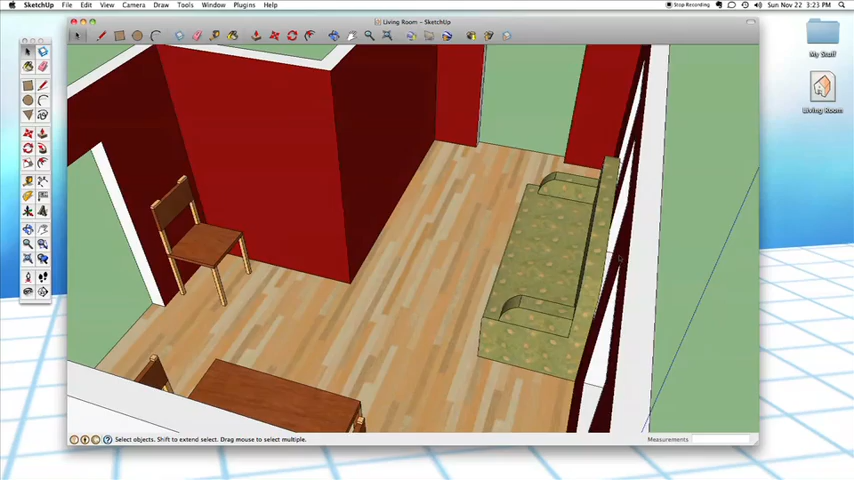 SketchUp File Edit View Camera Draw Tools Window Plugins Help
Stop Recording
Sun Nov 22 3:23 PM
Living Room – SketchUp
My Stuff
Living Room
Select objects. Shift to extend select. Drag mouse to select multiple.
Measurements